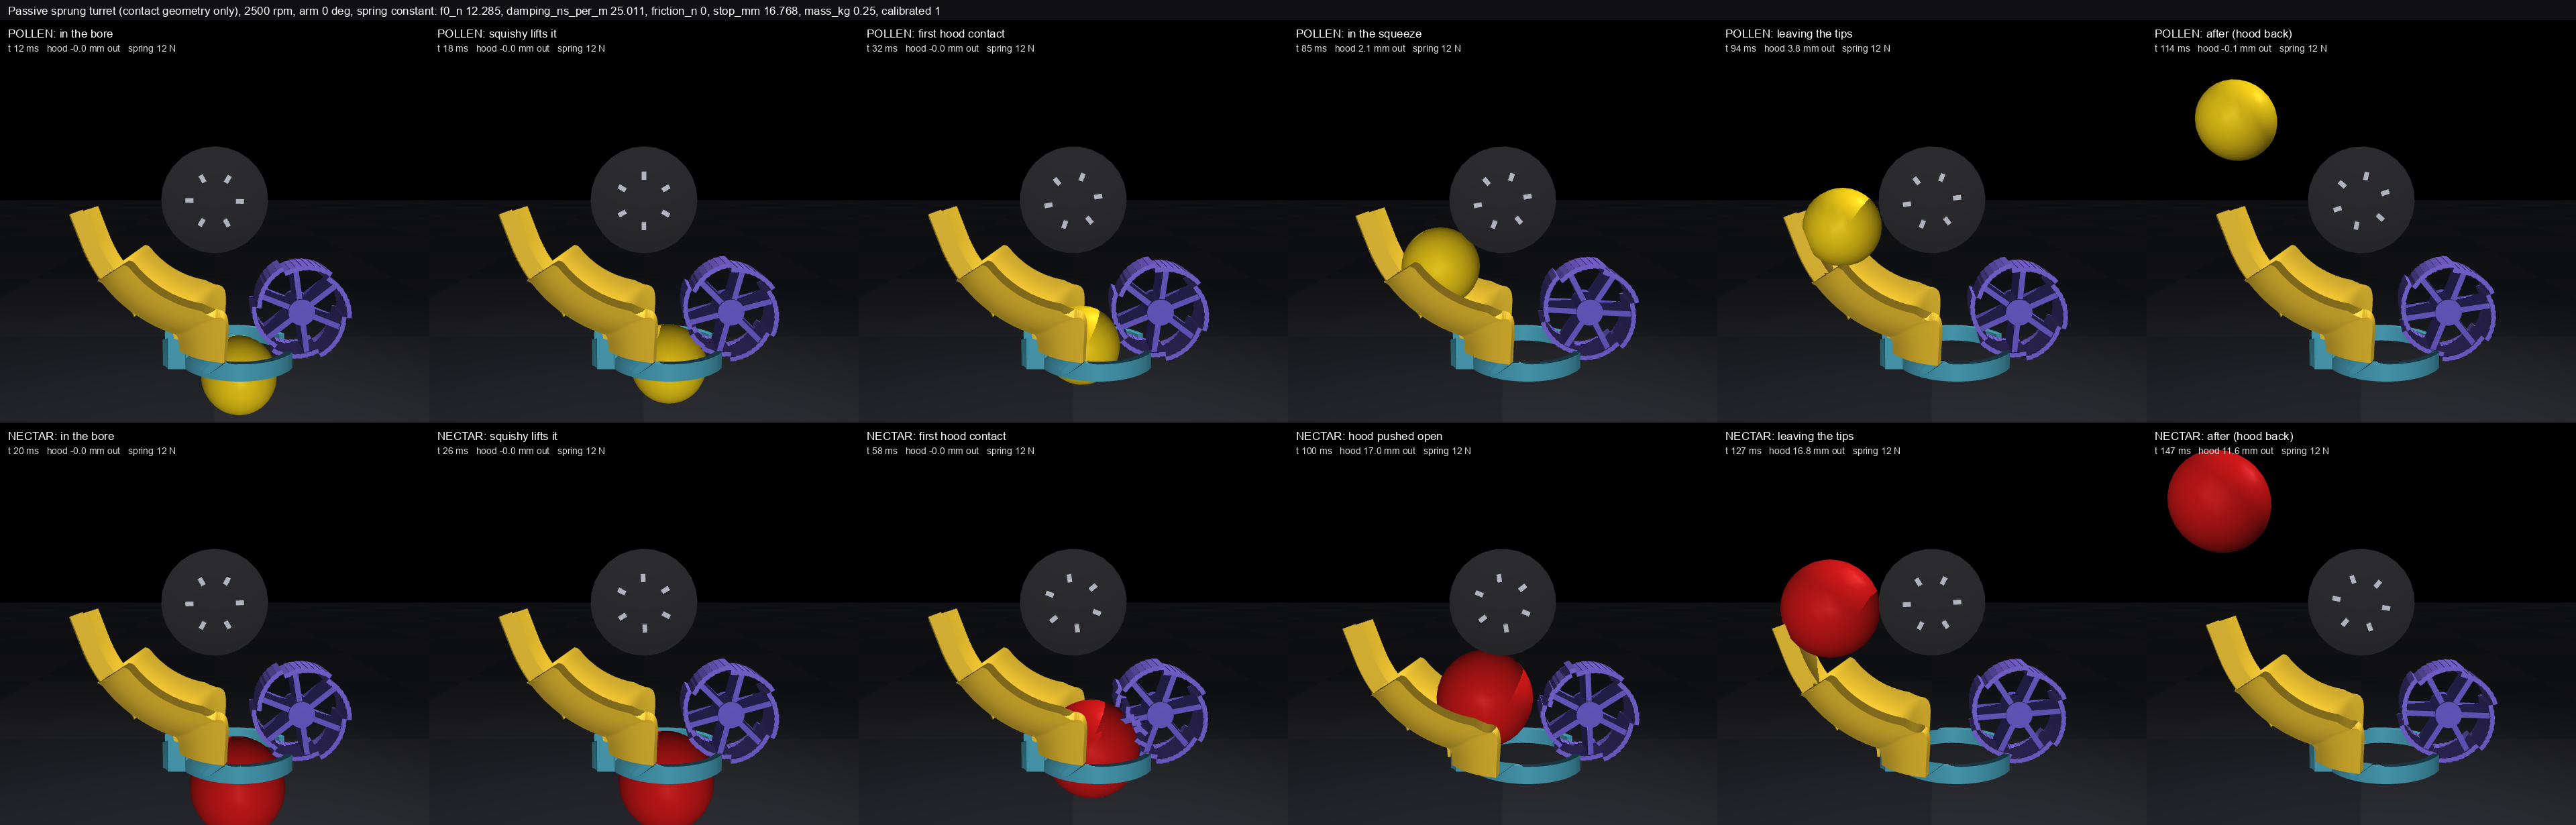 Passive sprung turret (contact geometry only), 2500 rpm, arm 0 deg, spring constant: f0_n 12.285, damping_ns_per_m 25.011, friction_n 0, stop_mm 16.768, mass_kg 0.25, calibrated 1
POLLEN: in the bore
t 12 ms hood -0.0 mm out spring 12 N
POLLEN: squishy lifts it
t 18 ms hood -0.0 mm out spring 12 N
POLLEN: first hood contact
t 32 ms hood -0.0 mm out spring 12 N
POLLEN: in the squeeze
t 85 ms hood 2.1 mm out spring 12 N
POLLEN: leaving the tips
t 94 ms hood 3.8 mm out spring 12 N
POLLEN: after (hood back)
t 114 ms hood -0.1 mm out spring 12 N
NECTAR: in the bore
t 20 ms hood -0.0 mm out spring 12 N
NECTAR: squishy lifts it
t 26 ms hood -0.0 mm out spring 12 N
NECTAR: first hood contact
t 58 ms hood -0.0 mm out spring 12 N
NECTAR: hood pushed open
t 100 ms hood 17.0 mm out spring 12 N
NECTAR: leaving the tips
t 127 ms hood 16.8 mm out spring 12 N
NECTAR: after (hood back)
t 147 ms hood 11.6 mm out spring 12 N